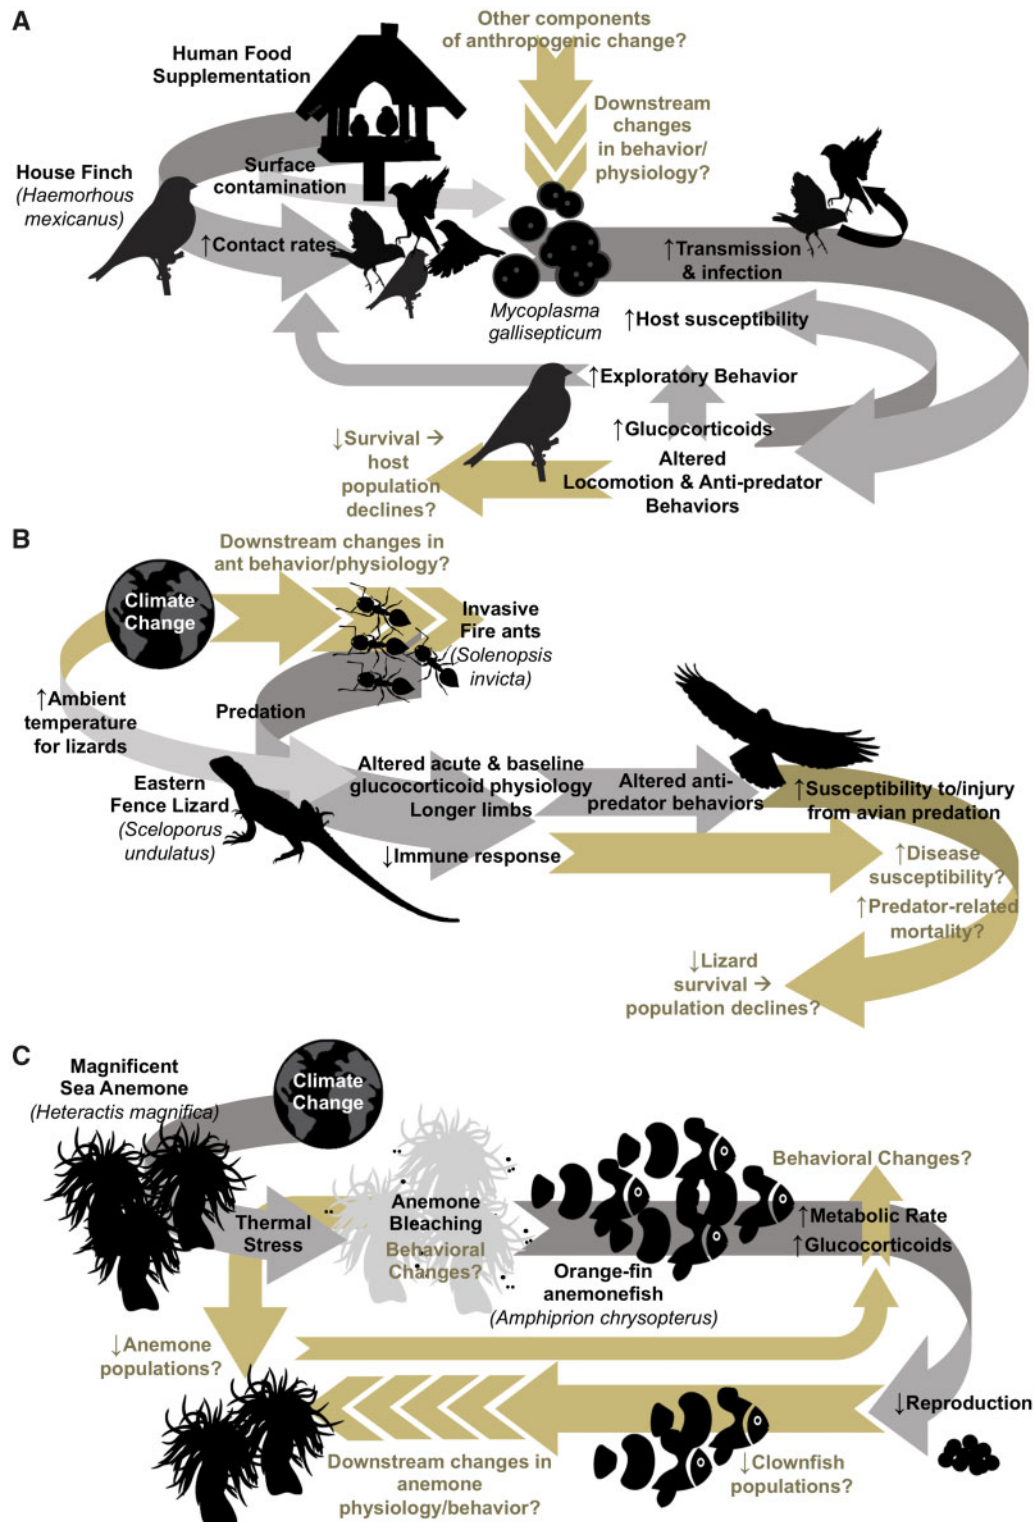 A
Other components
of anthropogenic change?
Human Food
Supplementation
Downstream
changes
in behavior/
physiology?
House Finch
(Haemorhous
mexicanus)
Surface
contamination
↑Contact rates
↑Transmission
& infection
Mycoplasma
gallisepticum
↑Host susceptibility
↑Exploratory Behavior
↑Glucocorticoids
Altered
Locomotion & Anti-predator
Behaviors
↓Survival →
host
population
declines?
B
Downstream changes in
ant behavior/physiology?
Climate
Change
Invasive
Fire ants
(Solenopsis
invicta)
↑Ambient
temperature
for lizards
Predation
Eastern
Fence Lizard
(Sceloporus
undulatus)
Altered acute & baseline
glucocorticoid physiology
Longer limbs
↓Immune response
Altered anti-
predator behaviors
↑Susceptibility to/injury
from avian predation
↑Disease
susceptibility?
↑Predator-related
mortality?
↓Lizard
survival →
population declines?
C
Magnificent
Sea Anemone
(Heteractis magnifica)
Climate
Change
Thermal
Stress
Anemone
Bleaching
Behavioral
Changes?
Orange-fin
anemonefish
(Amphiprion chrysopterus)
Behavioral Changes?
↑Metabolic Rate
↑Glucocorticoids
↓Anemone
populations?
↓Reproduction
↓Clownfish
populations?
Downstream changes in
anemone
physiology/behavior?